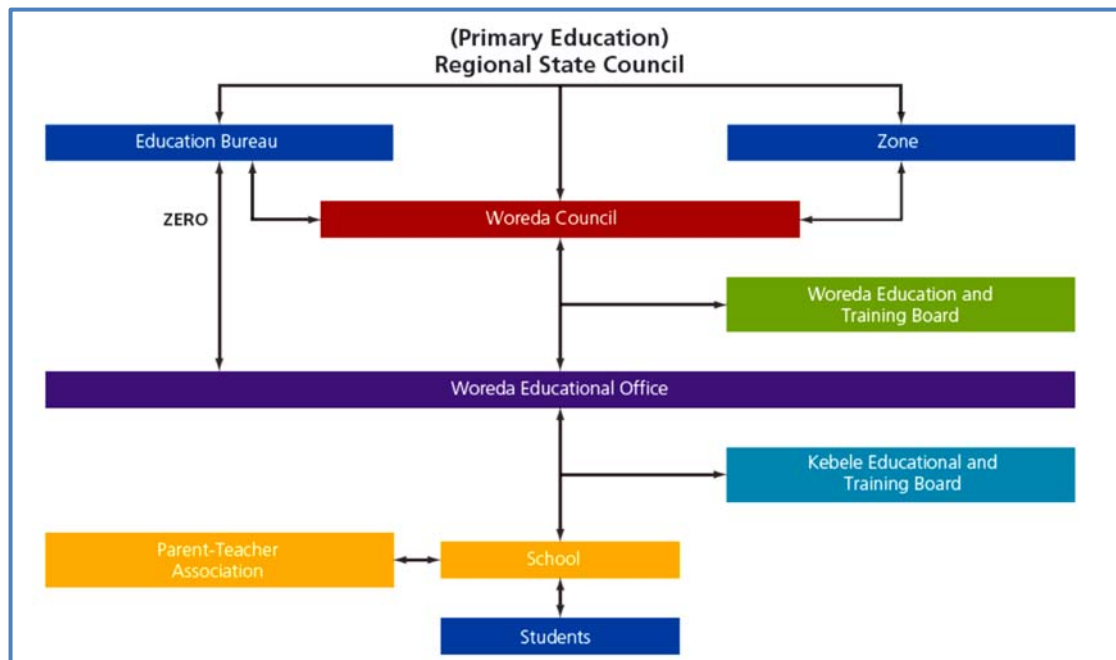 (Primary Education)
Regional State Council
Education Bureau
Zone
ZERO
Woreda Council
Woreda Education and
Training Board
Woreda Educational Office
Kebele Educational and
Training Board
Parent-Teacher
Association
School
Students